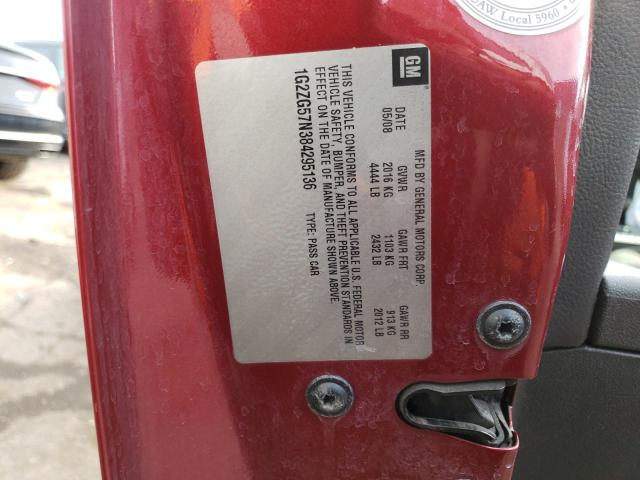 UAW Local 5960
GM
MFD BY GENERAL MOTORS CORP.
DATE GVWR GAWR FRT GAWR RR
05/08 2016 KG 1103 KG 913 KG
4444 LB 2432 LB 2012 LB
THIS VEHICLE CONFORMS TO ALL APPLICABLE U.S. FEDERAL MOTOR
VEHICLE SAFETY, BUMPER, AND THEFT PREVENTION STANDARDS IN
EFFECT ON THE DATE OF MANUFACTURE SHOWN ABOVE.
1G2ZG57N384295136 TYPE: PASS CAR